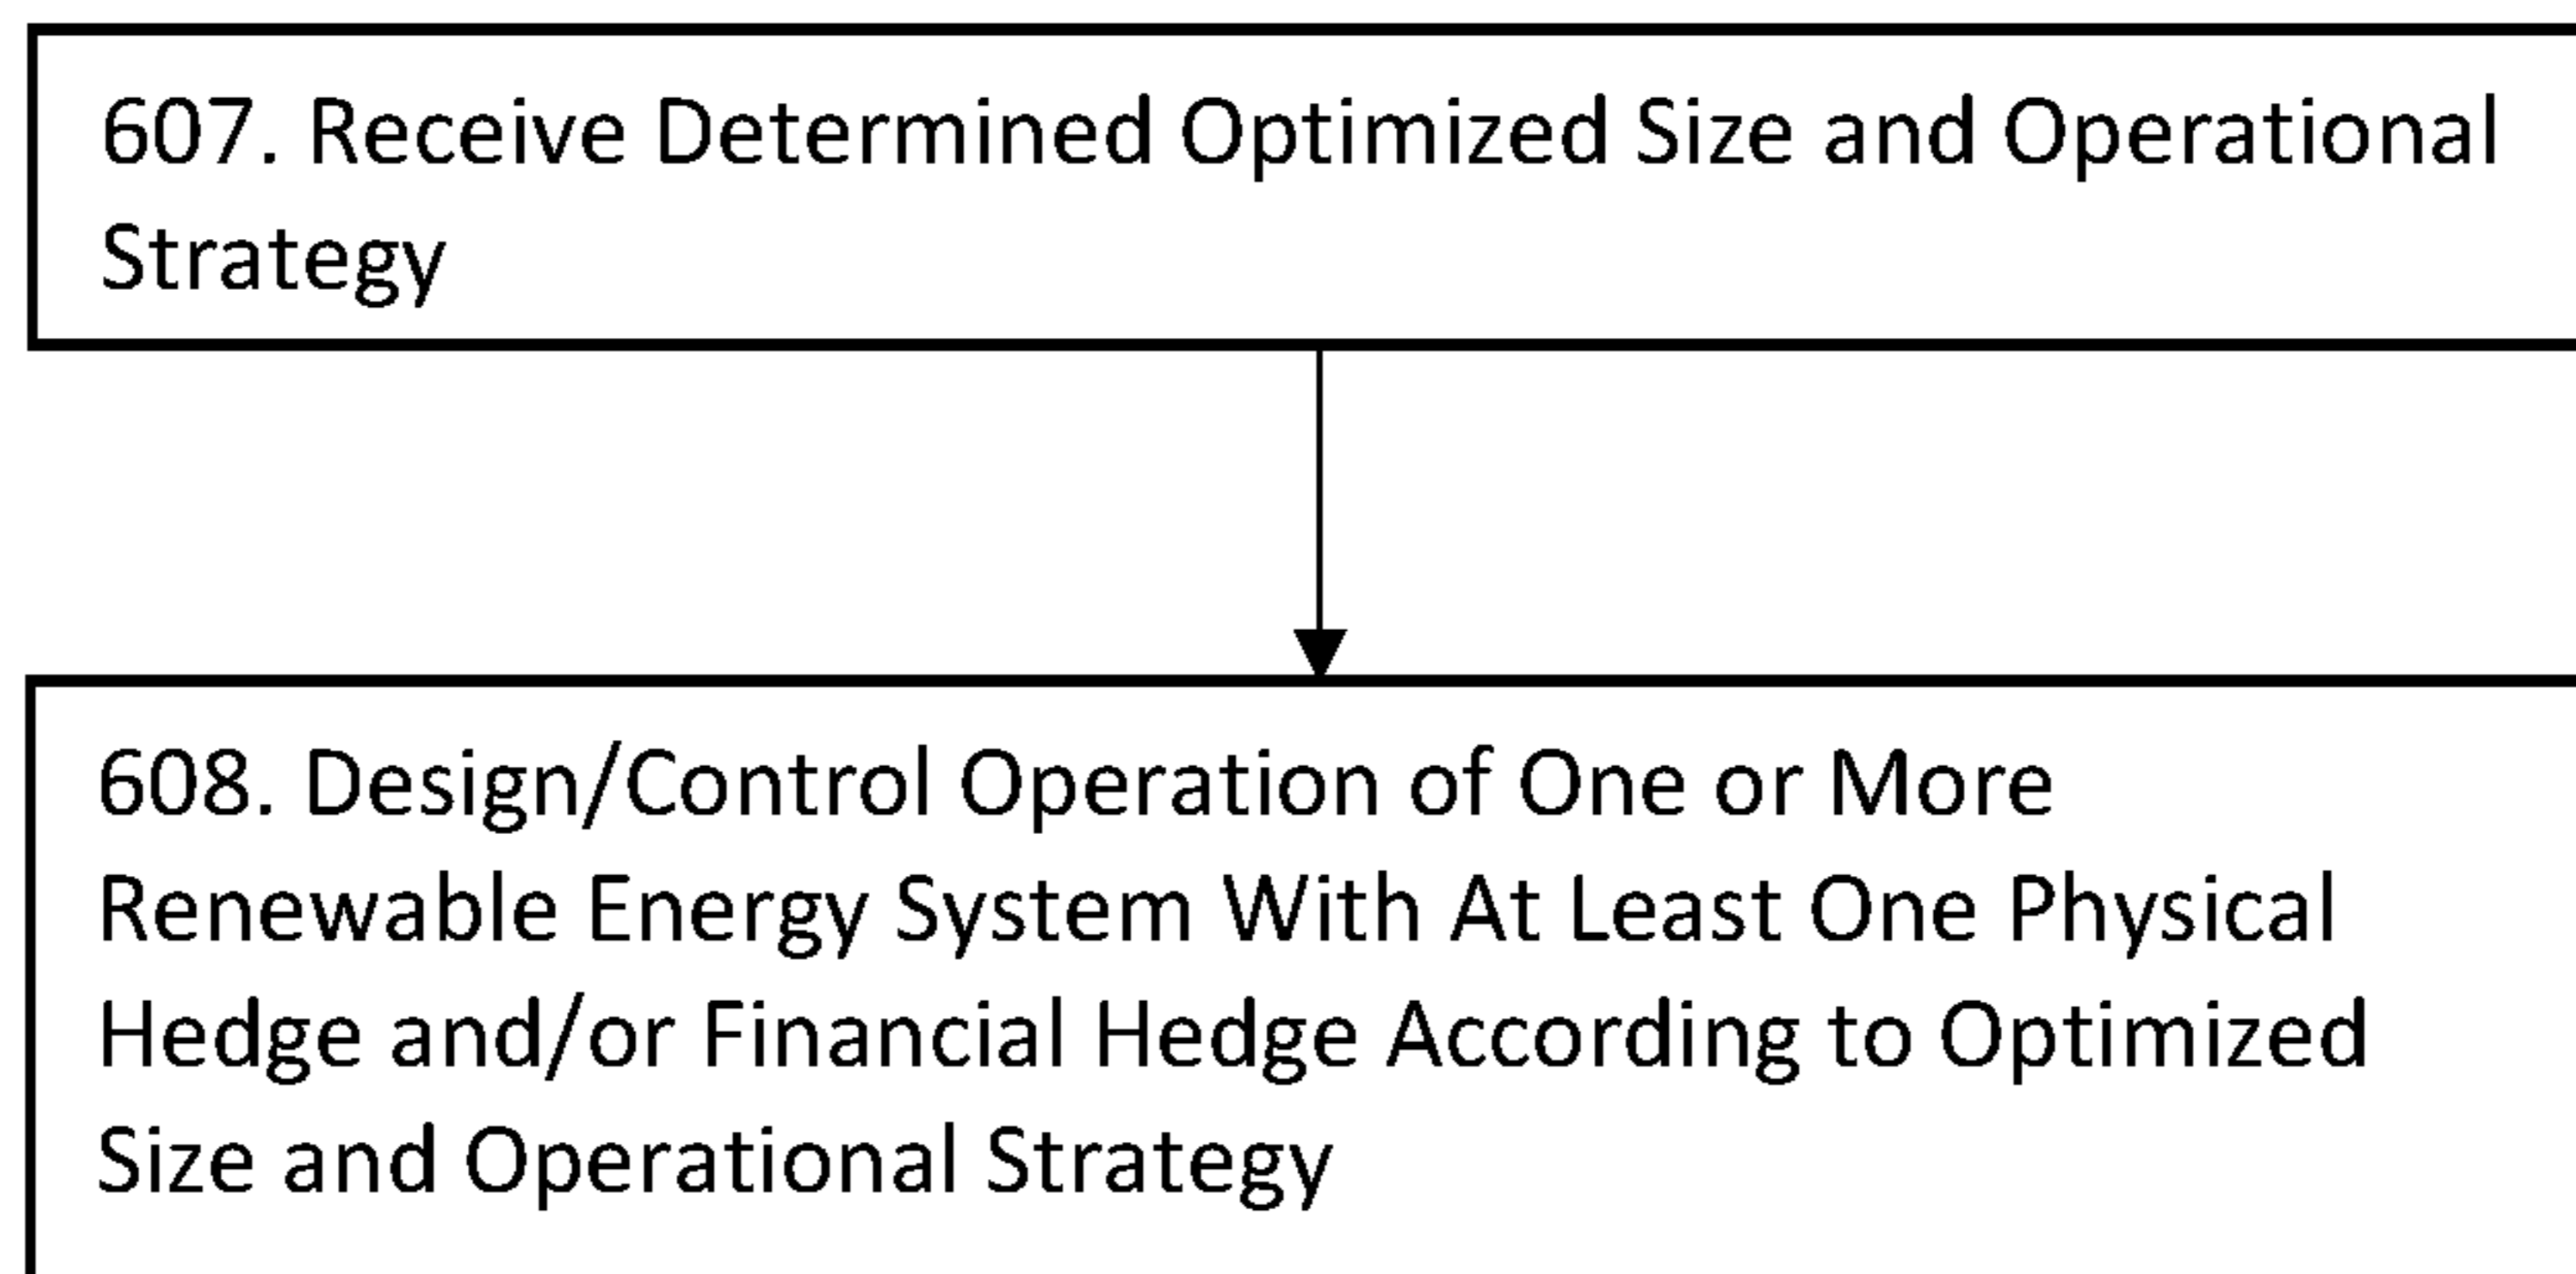 607. Receive Determined Optimized Size and Operational
Strategy
608. Design/Control Operation of One or More
Renewable Energy System With At Least One Physical
Hedge and/or Financial Hedge According to Optimized
Size and Operational Strategy